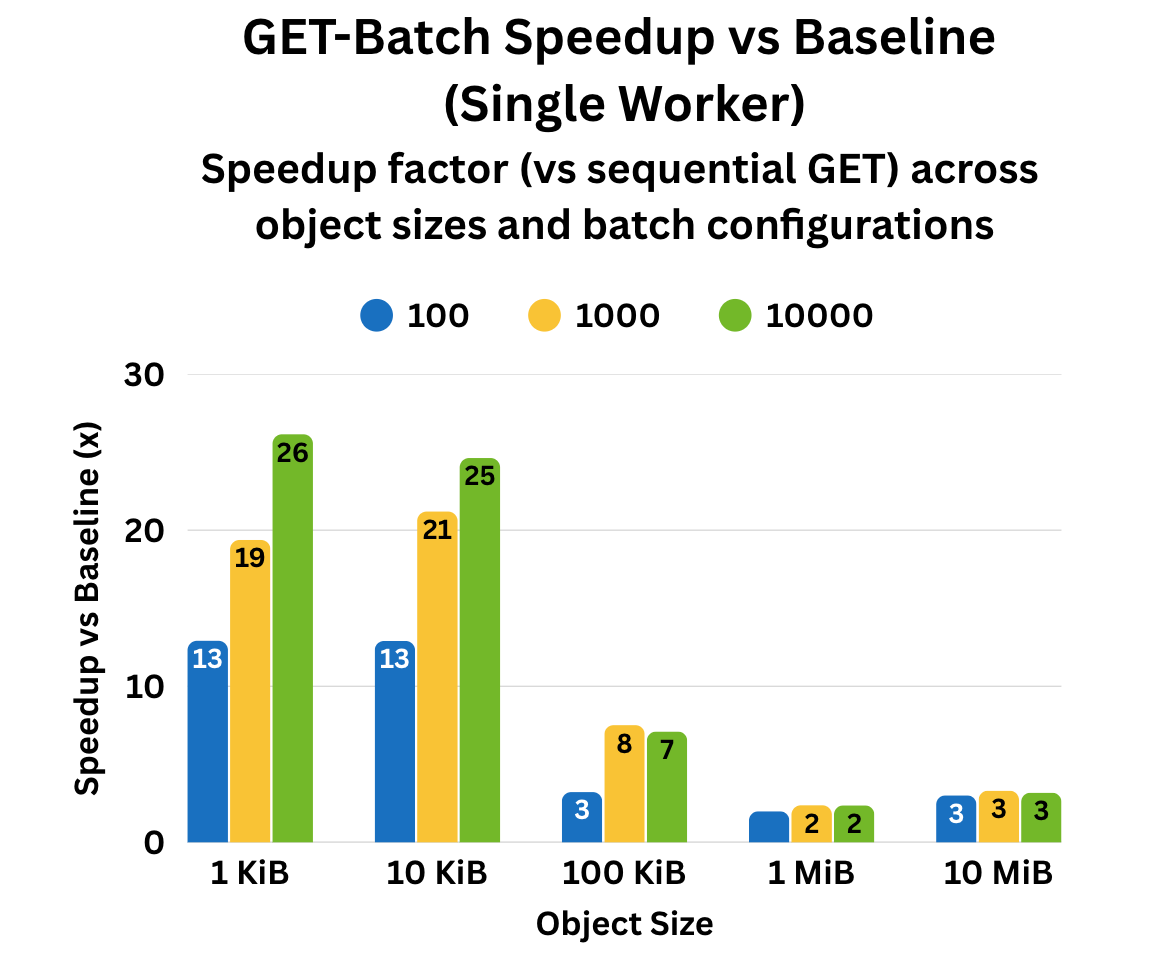 GET-Batch Speedup vs Baseline
(Single Worker)
Speedup factor (vs sequential GET) across
object sizes and batch configurations
100 1000 10000
30
20
10
0
Speedup vs Baseline (x)
13 19 26
13 21 25
3 8 7
2 2
3 3 3
1 KiB 10 KiB 100 KiB 1 MiB 10 MiB
Object Size